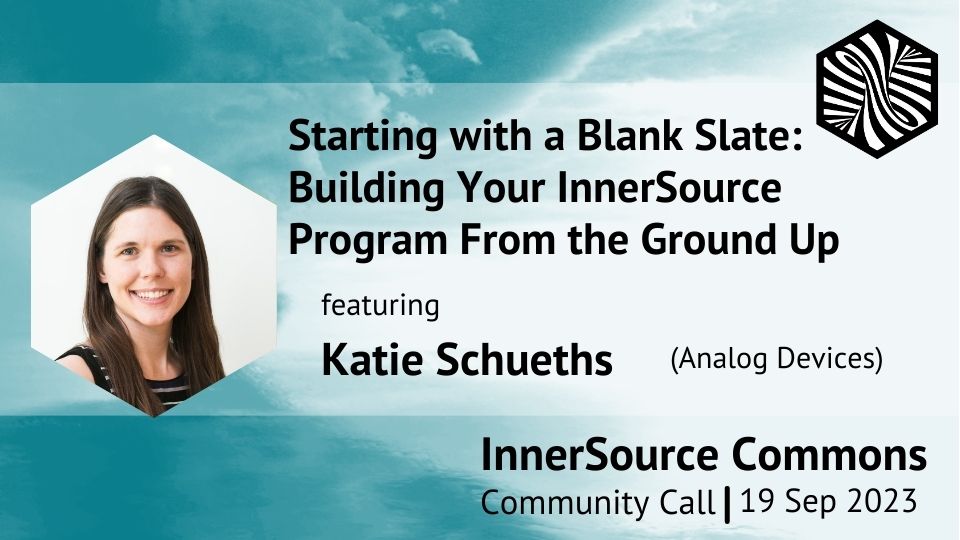 Starting with a Blank Slate:
Building Your InnerSource
Program From the Ground Up
featuring
Katie Schueths (Analog Devices)
InnerSource Commons
Community Call | 19 Sep 2023